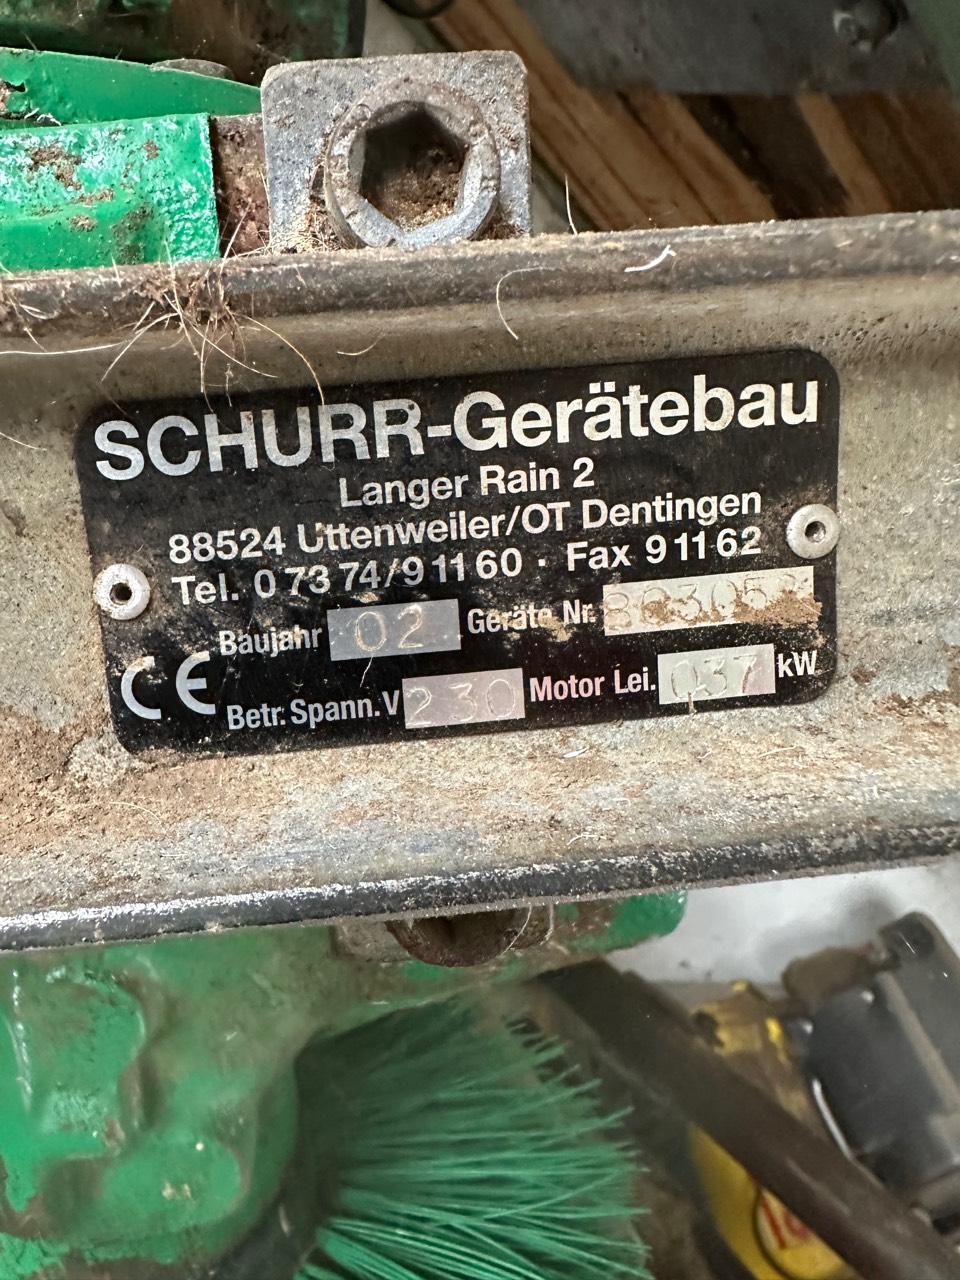 SCHURR-Gerätebau
Langer Rain 2
88524 Uttenweiler/OT Dentingen
Tel. 0 73 74/9 11 60 · Fax 9 11 62
Baujahr 02 Geräte Nr.
CE Betr. Spann. V 230 Motor Lei. 037 kW